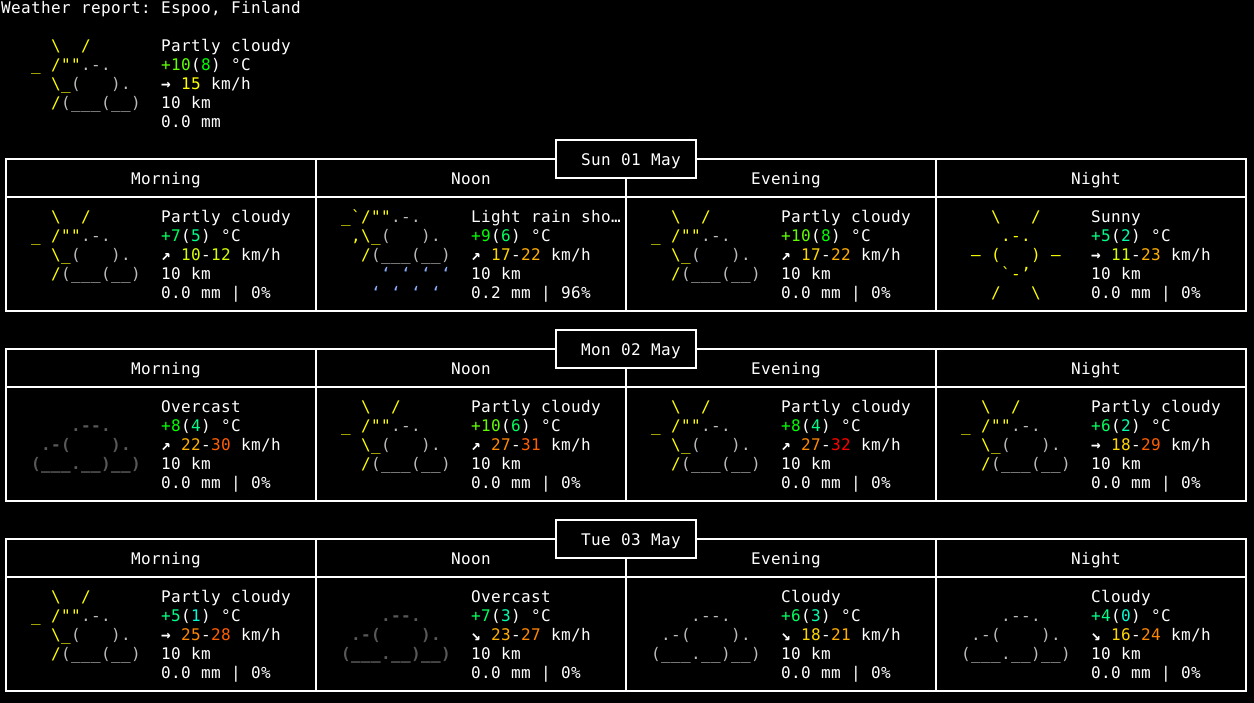 Weather report: Espoo, Finland
Partly cloudy
+10(8) °C
→ 15 km/h
10 km
0.0 mm
Sun 01 May
Morning Noon Evening Night
Partly cloudy Light rain sho… Partly cloudy Sunny
+7(5) °C +9(6) °C +10(8) °C +5(2) °C
↗ 10-12 km/h ↗ 17-22 km/h ↗ 17-22 km/h → 11-23 km/h
10 km 10 km 10 km 10 km
0.0 mm | 0% 0.2 mm | 96% 0.0 mm | 0% 0.0 mm | 0%
Mon 02 May
Morning Noon Evening Night
Overcast Partly cloudy Partly cloudy Partly cloudy
+8(4) °C +10(6) °C +8(4) °C +6(2) °C
↗ 22-30 km/h ↗ 27-31 km/h ↗ 27-32 km/h → 18-29 km/h
10 km 10 km 10 km 10 km
0.0 mm | 0% 0.0 mm | 0% 0.0 mm | 0% 0.0 mm | 0%
Tue 03 May
Morning Noon Evening Night
Partly cloudy Overcast Cloudy Cloudy
+5(1) °C +7(3) °C +6(3) °C +4(0) °C
→ 25-28 km/h ↘ 23-27 km/h ↘ 18-21 km/h ↘ 16-24 km/h
10 km 10 km 10 km 10 km
0.0 mm | 0% 0.0 mm | 0% 0.0 mm | 0% 0.0 mm | 0%